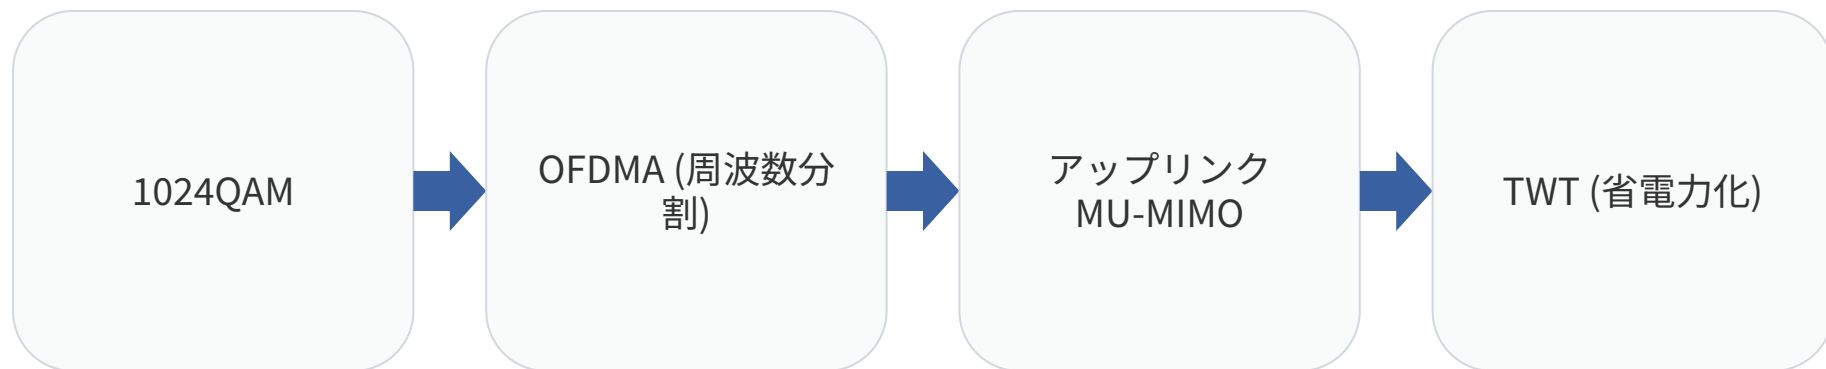 1024QAM
OFDMA (周波数分
割)
アップリンク
MU-MIMO
TWT (省電力化)